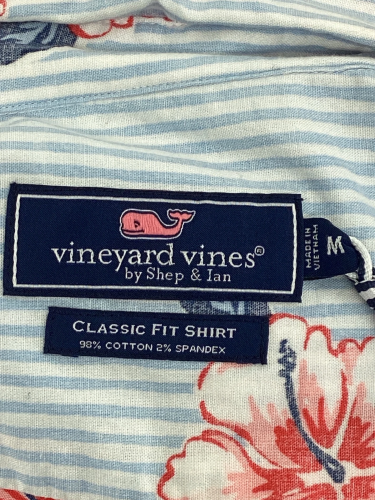 vineyard vines®
by Shep & Ian
MADE IN
VIETNAM
M
CLASSIC FIT SHIRT
98% COTTON 2% SPANDEX